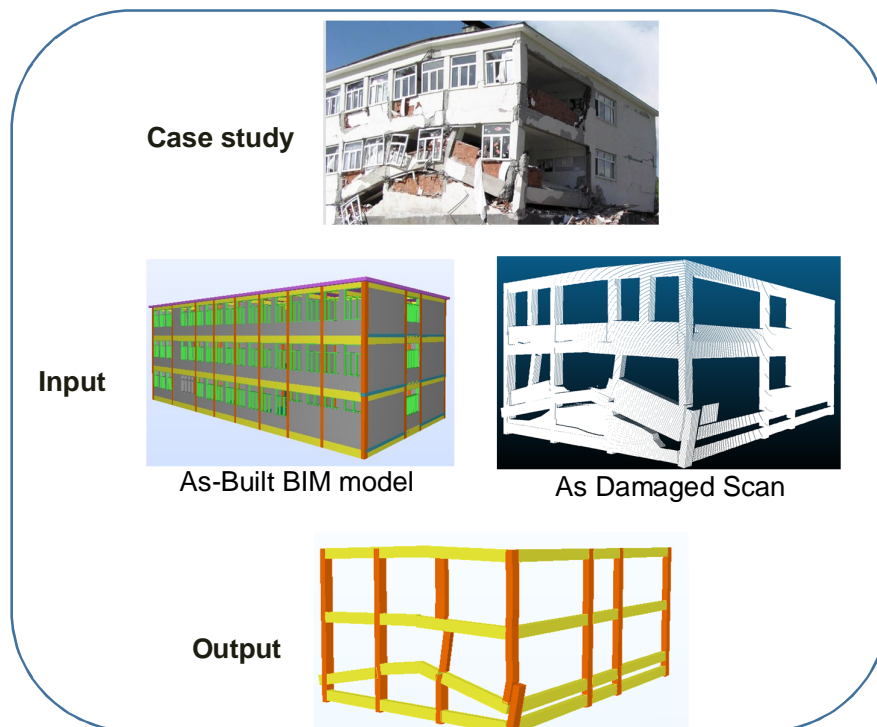 Case study
Input
As-Built BIM model
As Damaged Scan
Output